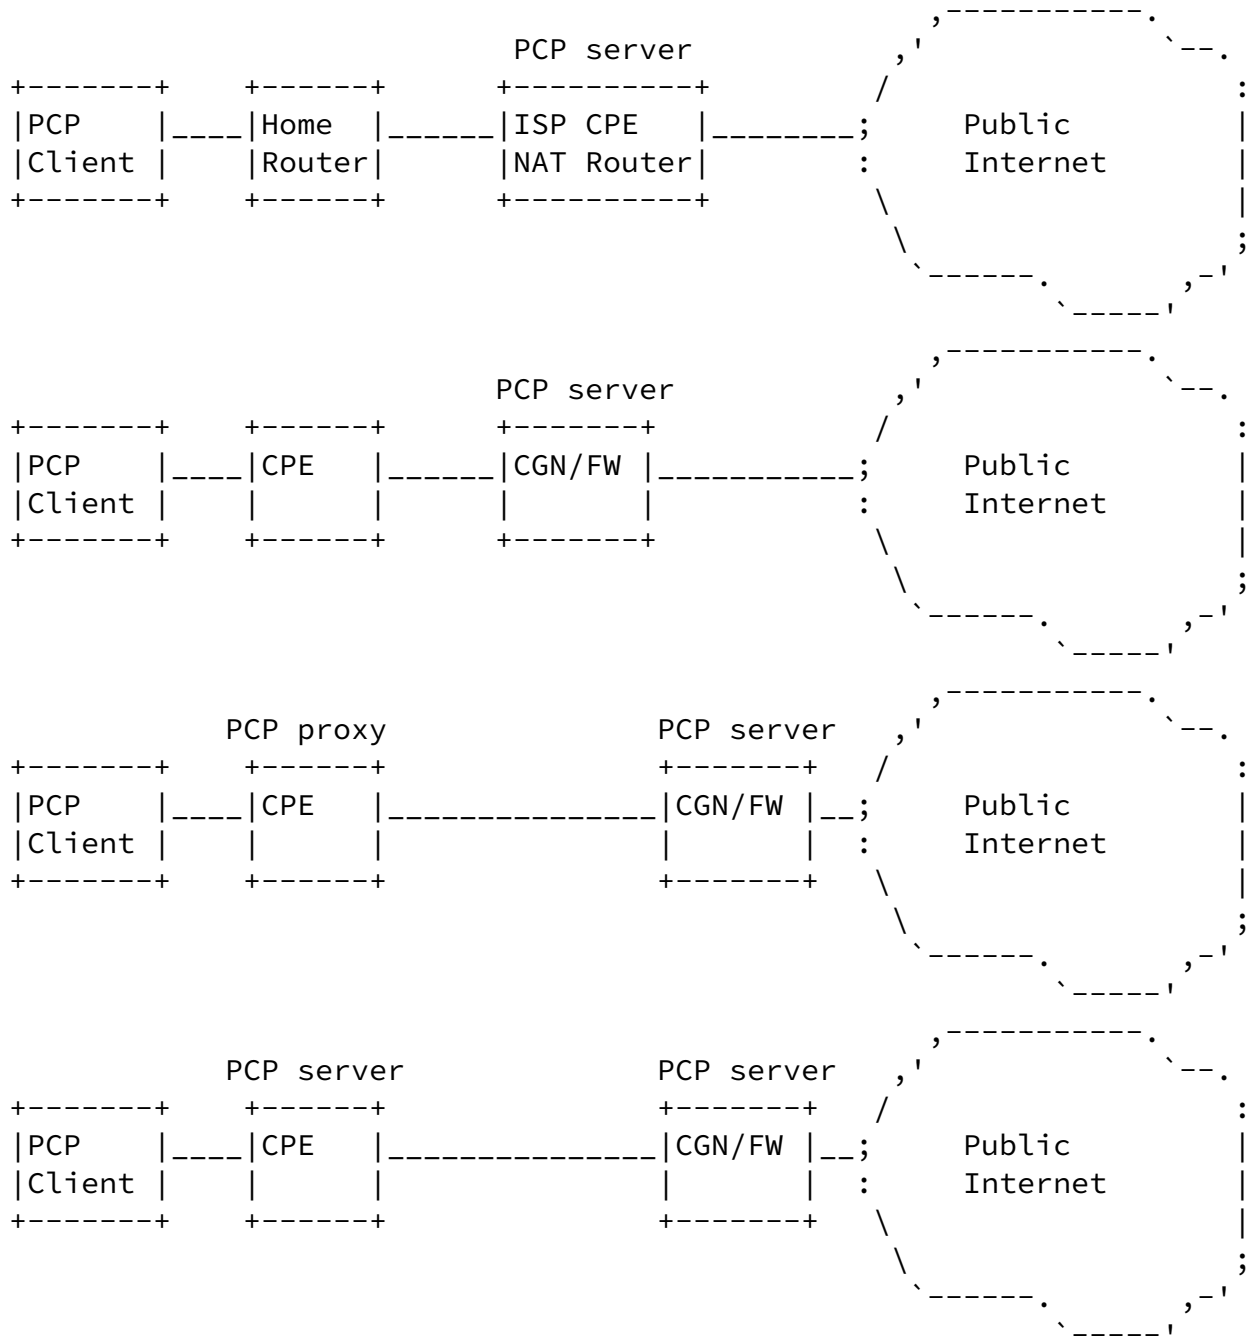 PCP server
PCP Home ISP CPE Public
Client Router NAT Router Internet
PCP server
PCP CPE CGN/FW Public
Client Internet
PCP proxy PCP server
PCP CPE CGN/FW Public
Client Internet
PCP server PCP server
PCP CPE CGN/FW Public
Client Internet